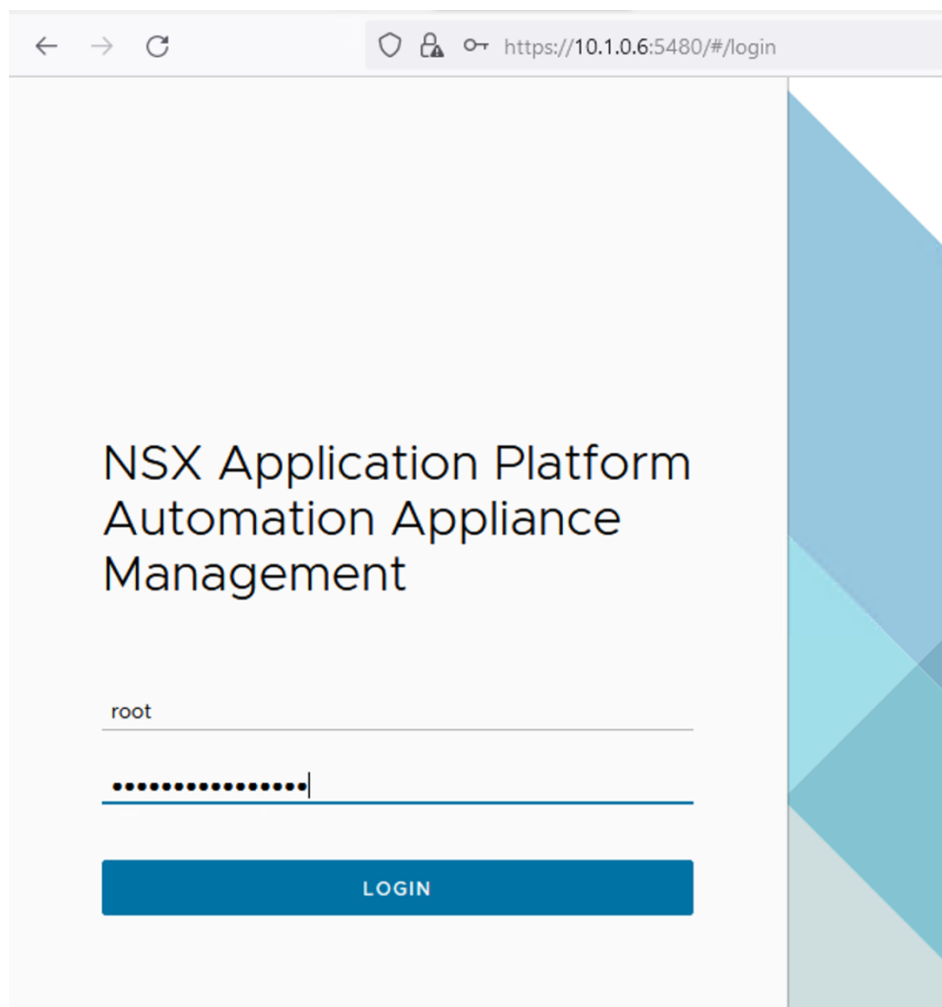 https://10.1.0.6:5480/#/login
NSX Application Platform
Automation Appliance
Management
root
••••••••••••••••
LOGIN